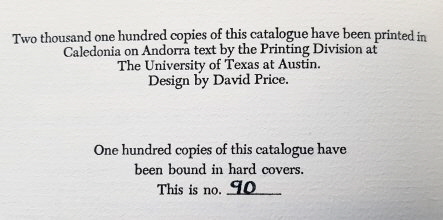 Two thousand one hundred copies of this catalogue have been printed in
Caledonia on Andorra text by the Printing Division at
The University of Texas at Austin.
Design by David Price.
One hundred copies of this catalogue have
been bound in hard covers.
This is no. 90